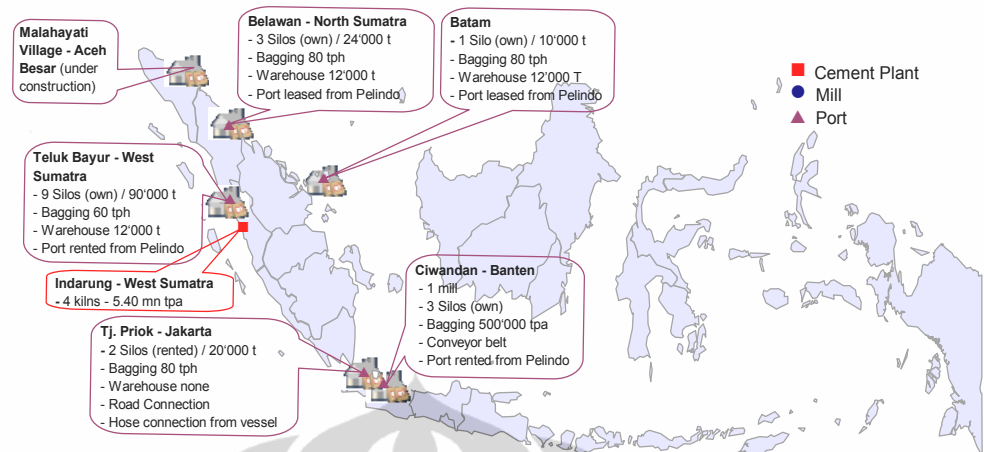 Malahayati
Village - Aceh
Besar (under
construction)
Belawan - North Sumatra
- 3 Silos (own) / 24'000 t
- Bagging 80 tph
- Warehouse 12'000 t
- Port leased from Pelindo
Batam
- 1 Silo (own) / 10'000 t
- Bagging 80 tph
- Warehouse 12'000 T
- Port leased from Pelindo
Cement Plant
Mill
Port
Teluk Bayur - West
Sumatra
- 9 Silos (own) / 90'000 t
- Bagging 60 tph
- Warehouse 12'000 t
- Port rented from Pelindo
Indarung - West Sumatra
- 4 kilns - 5.40 mn tpa
Ciwandan - Banten
- 1 mill
- 3 Silos (own)
- Bagging 500'000 tpa
- Conveyor belt
- Port rented from Pelindo
Tj. Priok - Jakarta
- 2 Silos (rented) / 20'000 t
- Bagging 80 tph
- Warehouse none
- Road Connection
- Hose connection from vessel